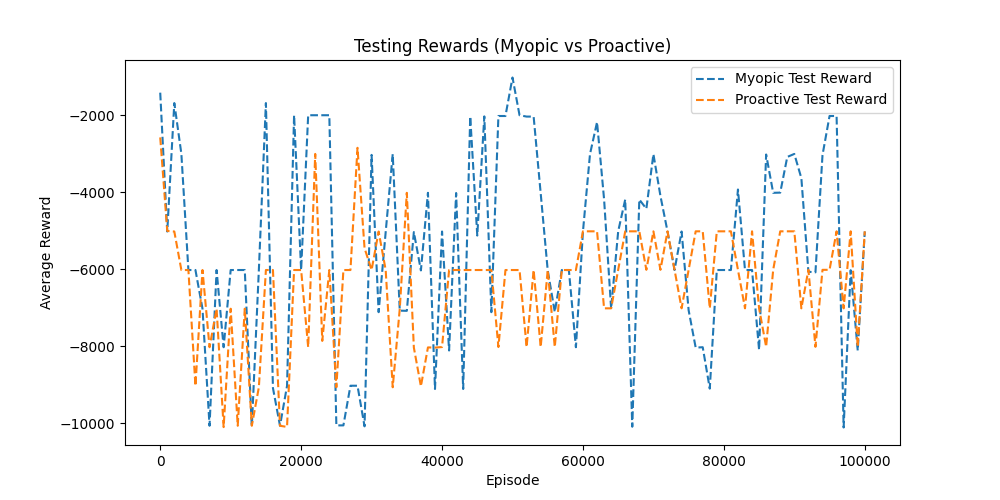 Testing Rewards (Myopic vs Proactive)
Myopic Test Reward
Proactive Test Reward
Average Reward
−2000
−4000
−6000
−8000
−10000
0
20000
40000
60000
80000
100000
Episode